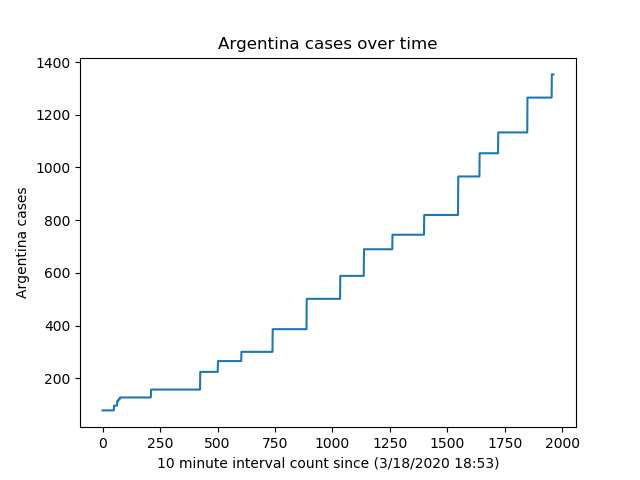 Argentina cases over time
1400
1200
1000
800
600
400
200
Argentina cases
0 250 500 750 1000 1250 1500 1750 2000
10 minute interval count since (3/18/2020 18:53)